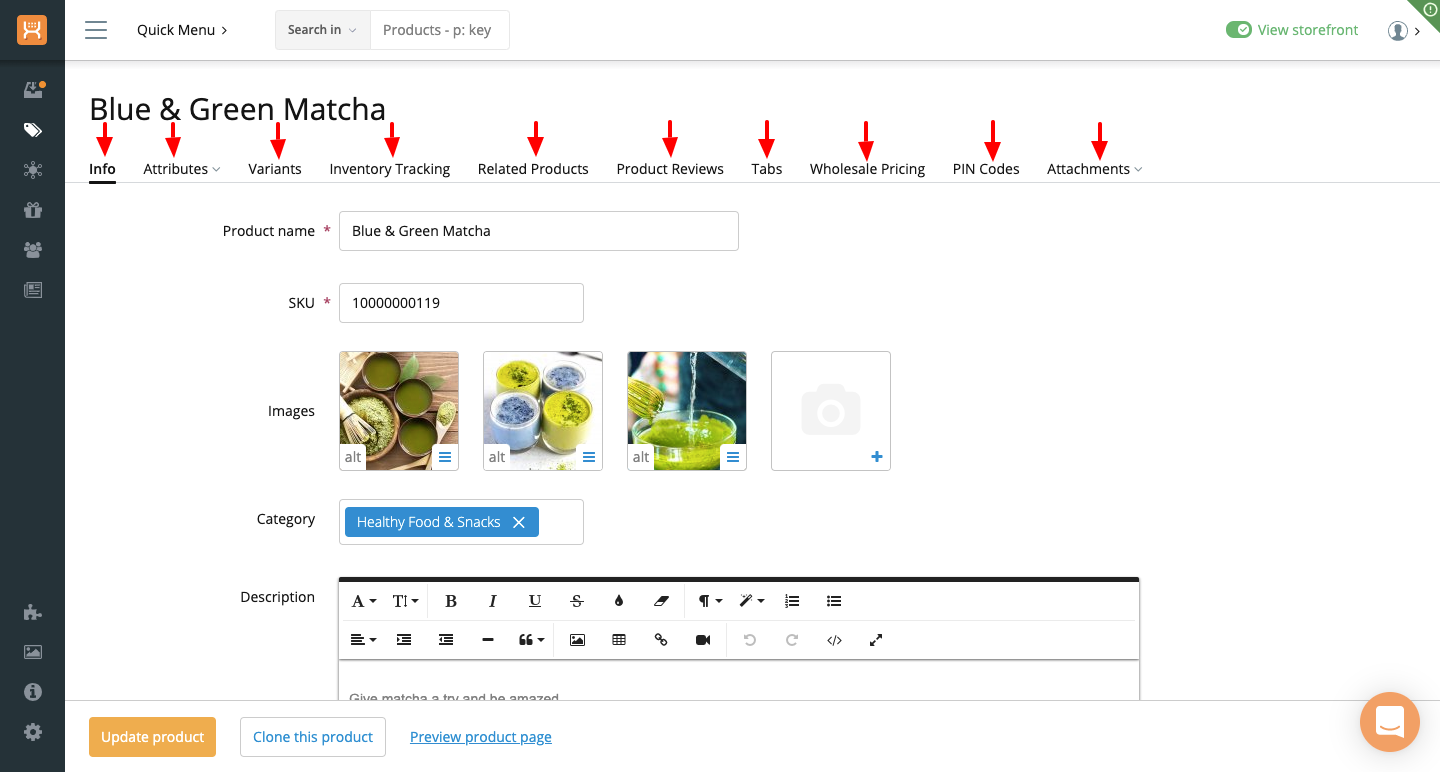 Quick Menu
Search in
Products - p: key
View storefront
Blue & Green Matcha
Info Attributes Variants Inventory Tracking Related Products Product Reviews Tabs Wholesale Pricing PIN Codes Attachments
Product name * Blue & Green Matcha
SKU * 10000000119
Images
alt alt alt
Category Healthy Food & Snacks
Description
Give matcha a try and be amazed
Update product Clone this product Preview product page